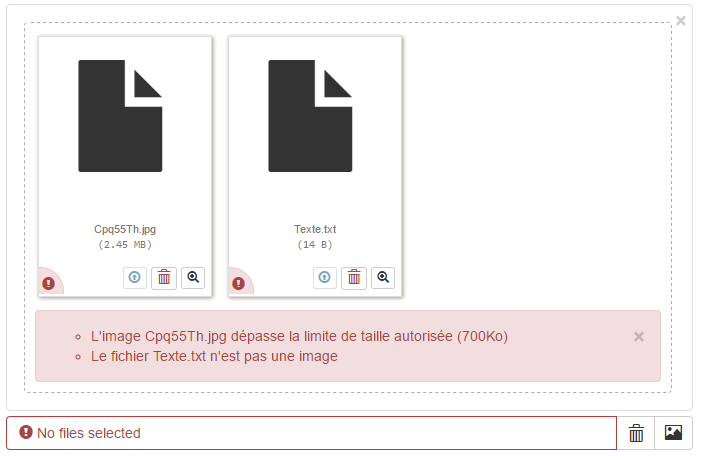 Cpq55Th.jpg
(2.45 MB)
Texte.txt
(14 B)
L'image Cpq55Th.jpg dépasse la limite de taille autorisée (700Ko)
Le fichier Texte.txt n'est pas une image
No files selected